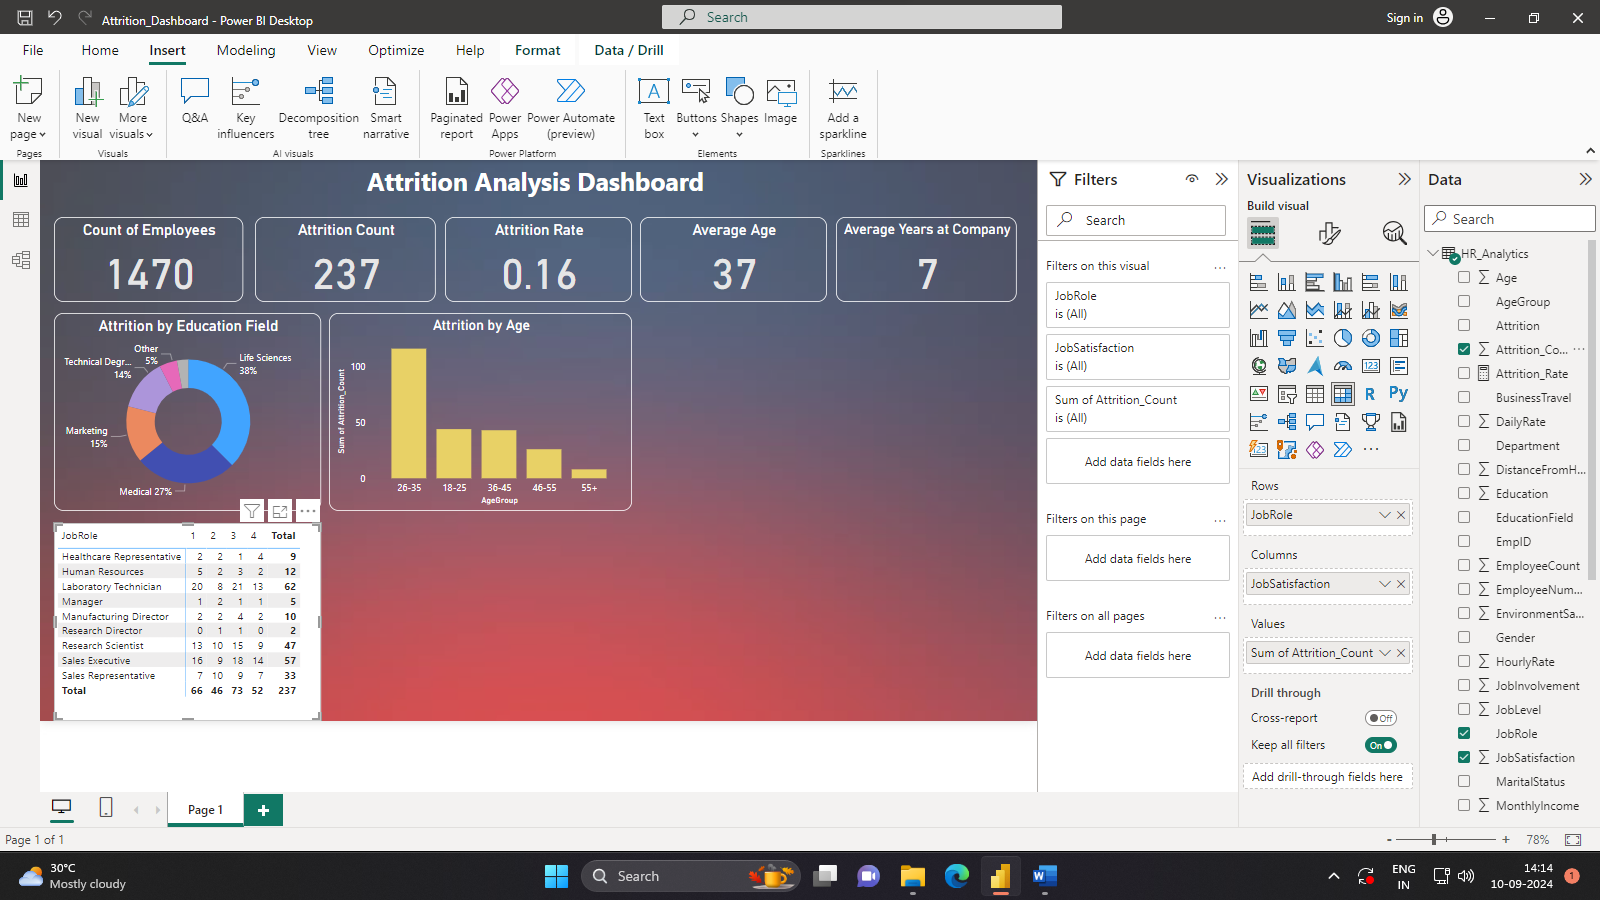 Attrition_Dashboard - Power BI Desktop
Search
Sign in
File Home Insert Modeling View Optimize Help Format Data / Drill
New page
New visual
More visuals
Q&A
Key influencers
Decomposition tree
Smart narrative
Paginated report
Power Apps
Power Automate (preview)
Text box
Buttons
Shapes
Image
Add a sparkline
Pages
Visuals
AI visuals
Power Platform
Elements
Sparklines
Attrition Analysis Dashboard
Count of Employees
1470
Attrition Count
237
Attrition Rate
0.16
Average Age
37
Average Years at Company
7
Attrition by Education Field
Other
5%
Life Sciences
38%
Technical Degr...
14%
Marketing
15%
Medical 27%
Attrition by Age
Sum of Attrition_Count
100
50
0
26-35 18-25 36-45 46-55 55+
AgeGroup
JobRole 1 2 3 4 Total
Healthcare Representative 2 2 1 4 9
Human Resources 5 2 3 2 12
Laboratory Technician 20 8 21 13 62
Manager 1 2 1 1 5
Manufacturing Director 2 2 4 2 10
Research Director 0 1 1 0 2
Research Scientist 13 10 15 9 47
Sales Executive 16 9 18 14 57
Sales Representative 7 10 9 7 33
Total 66 46 73 52 237
Filters
Search
Filters on this visual
JobRole
is (All)
JobSatisfaction
is (All)
Sum of Attrition_Count
is (All)
Add data fields here
Filters on this page
Add data fields here
Filters on all pages
Add data fields here
Visualizations
Build visual
R Py
123
123
Rows
JobRole
Columns
JobSatisfaction
Values
Sum of Attrition_Count
Drill through
Cross-report Off
Keep all filters On
Add drill-through fields here
Data
Search
HR_Analytics
Age
AgeGroup
Attrition
Attrition_Co...
Attrition_Rate
BusinessTravel
DailyRate
Department
DistanceFromH...
Education
EducationField
EmpID
EmployeeCount
EmployeeNum...
EnvironmentSa...
Gender
HourlyRate
JobInvolvement
JobLevel
JobRole
JobSatisfaction
MaritalStatus
MonthlyIncome
Page 1
Page 1 of 1
- + 78%
30°C
Mostly cloudy
Search
ENG
IN
14:14
10-09-2024
1